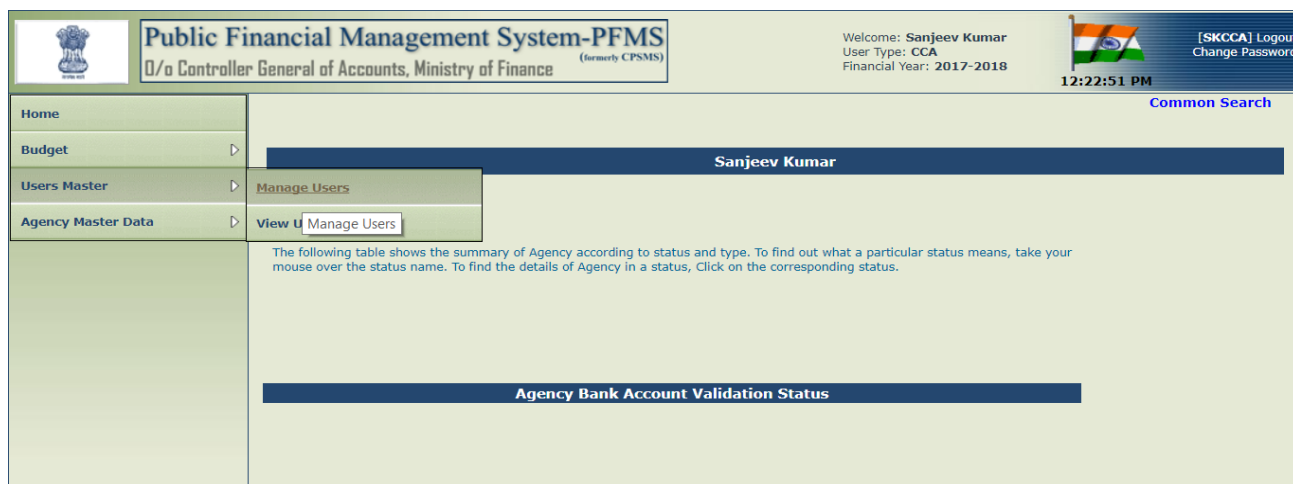 Public Financial Management System-PFMS
(formerly CPSMS)
O/o Controller General of Accounts, Ministry of Finance
Welcome: Sanjeev Kumar
User Type: CCA
Financial Year: 2017-2018
12:22:51 PM
[SKCCA] Logout
Change Password
Common Search
Home
Budget
Users Master
Agency Master Data
Manage Users
View U
Manage Users
Sanjeev Kumar
The following table shows the summary of Agency according to status and type. To find out what a particular status means, take your
mouse over the status name. To find the details of Agency in a status, Click on the corresponding status.
Agency Bank Account Validation Status